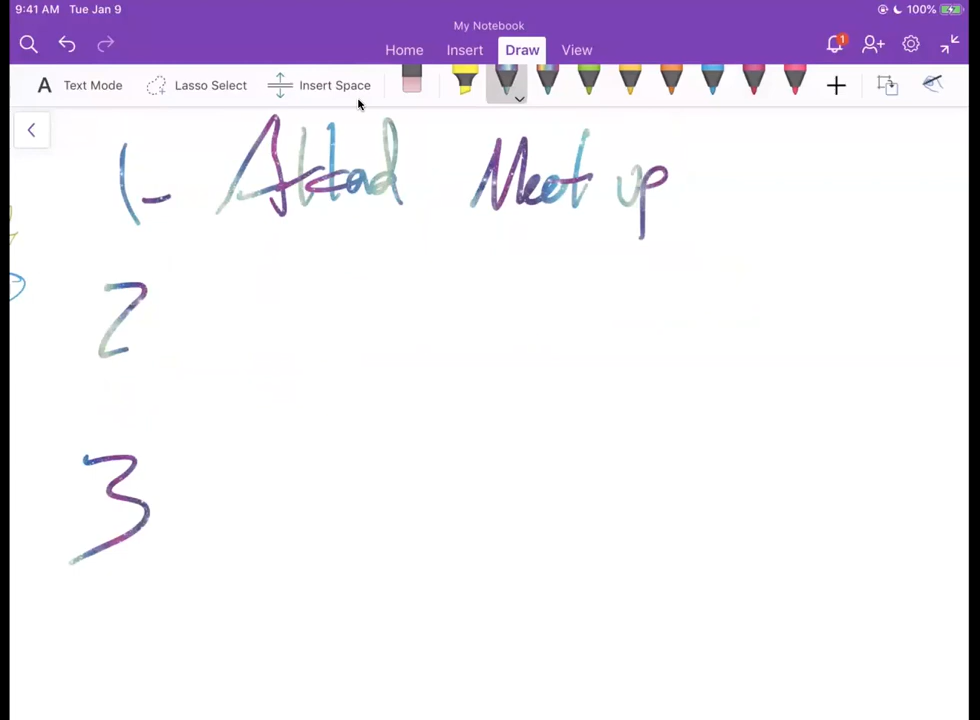 9:41 AM Tue Jan 9
100%
My Notebook
Home Insert Draw View
1
A Text Mode Lasso Select Insert Space
1- Attend Meet up
2
3